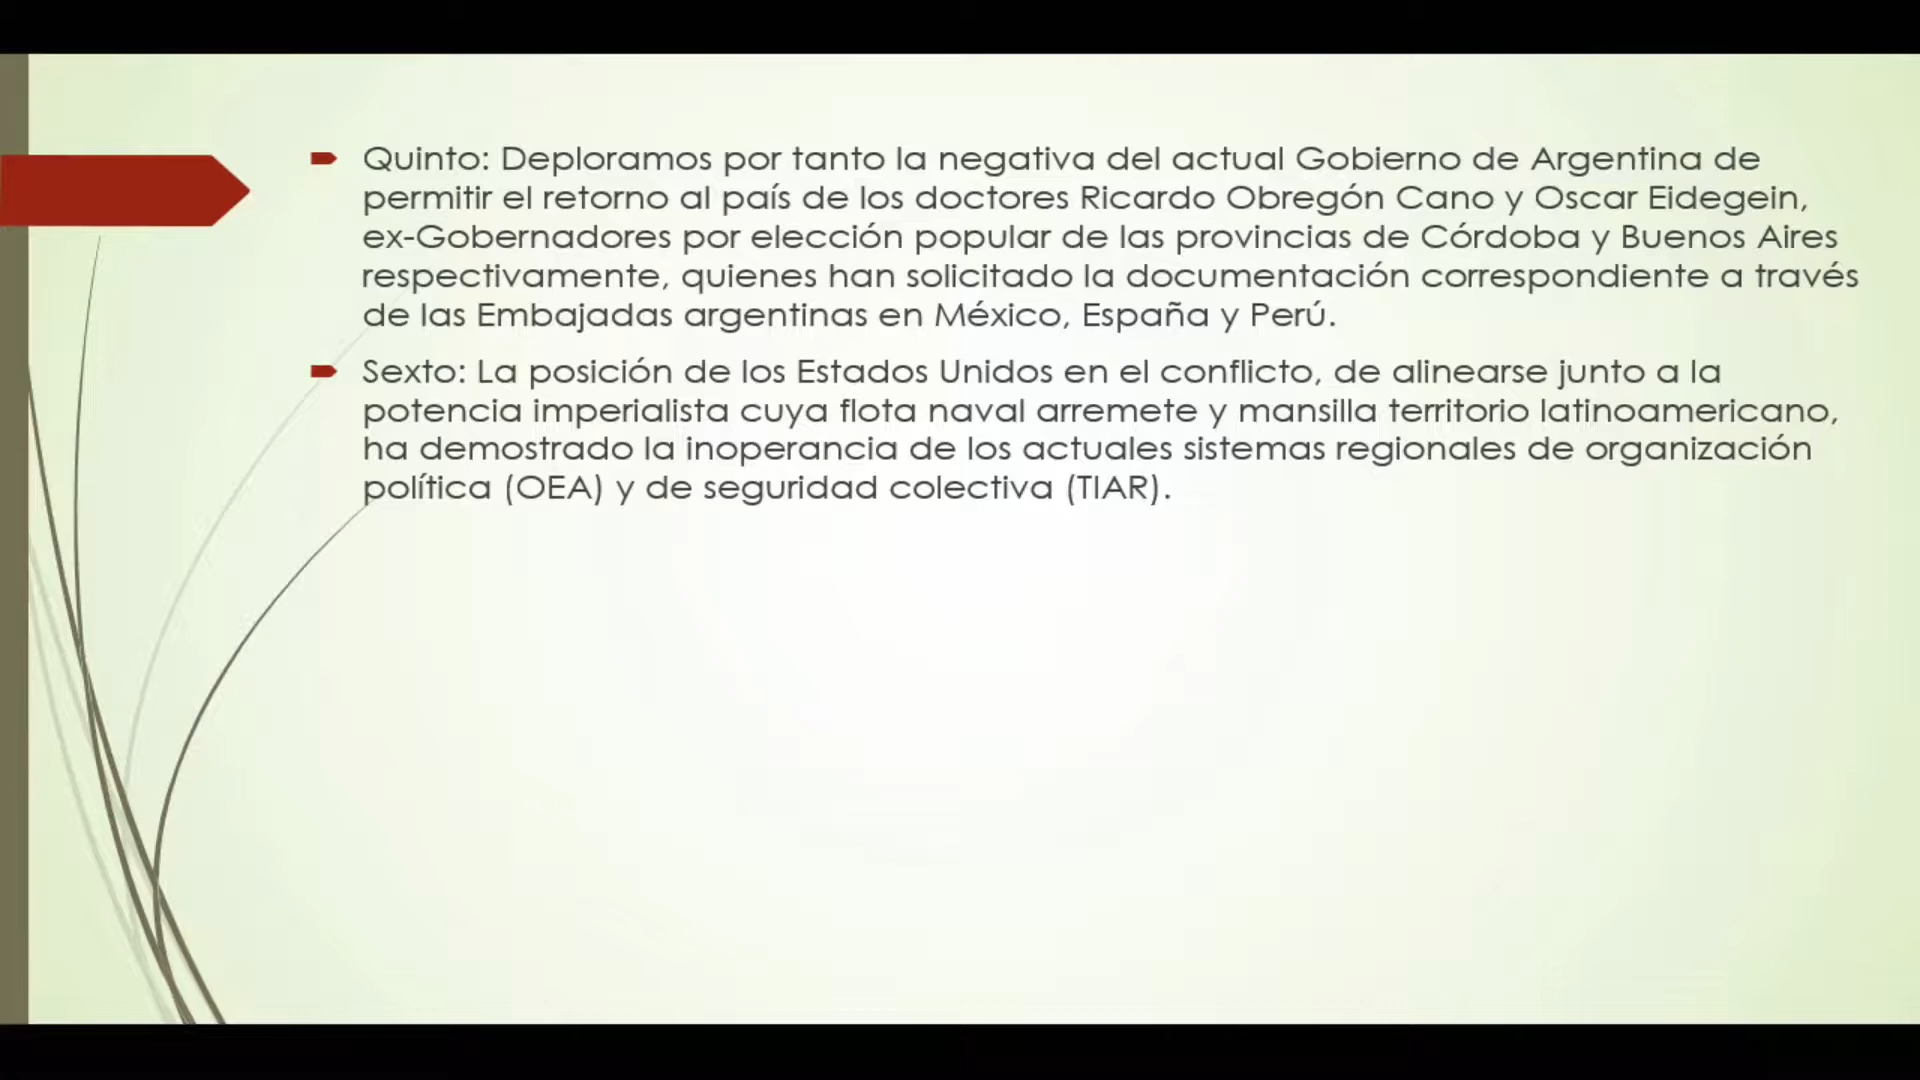 Quinto: Deploramos por tanto la negativa del actual Gobierno de Argentina de
permitir el retorno al país de los doctores Ricardo Obregón Cano y Oscar Eidegein,
ex-Gobernadores por elección popular de las provincias de Córdoba y Buenos Aires
respectivamente, quienes han solicitado la documentación correspondiente a través
de las Embajadas argentinas en México, España y Perú.
Sexto: La posición de los Estados Unidos en el conflicto, de alinearse junto a la
potencia imperialista cuya flota naval arremete y mansilla territorio latinoamericano,
ha demostrado la inoperancia de los actuales sistemas regionales de organización
política (OEA) y de seguridad colectiva (TIAR).